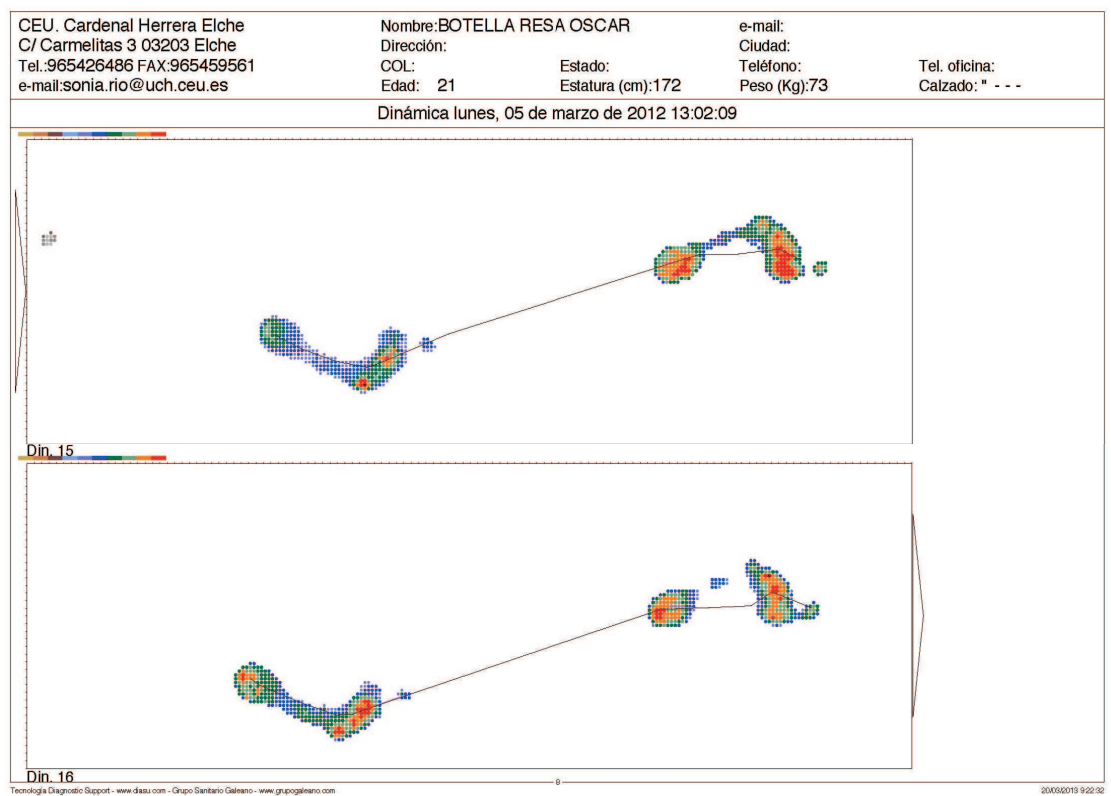 CEU. Cardenal Herrera Elche
C/ Carmelitas 3 03203 Elche
Tel.:965426486 FAX:965459561
e-mail:sonia.rio@uch.ceu.es
Nombre:BOTELLA RESA OSCAR
Dirección:
COL: Estado:
Edad: 21 Estatura (cm):172
e-mail:
Ciudad:
Teléfono: Tel. oficina:
Peso (Kg):73 Calzado: " - - -
Dinámica lunes, 05 de marzo de 2012 13:02:09
Din. 15
Din. 16
8
Tecnología Diagnostic Support - www.diasu.com - Grupo Sanitario Galeano - www.grupogaleano.com
20/03/2013 9:22:32